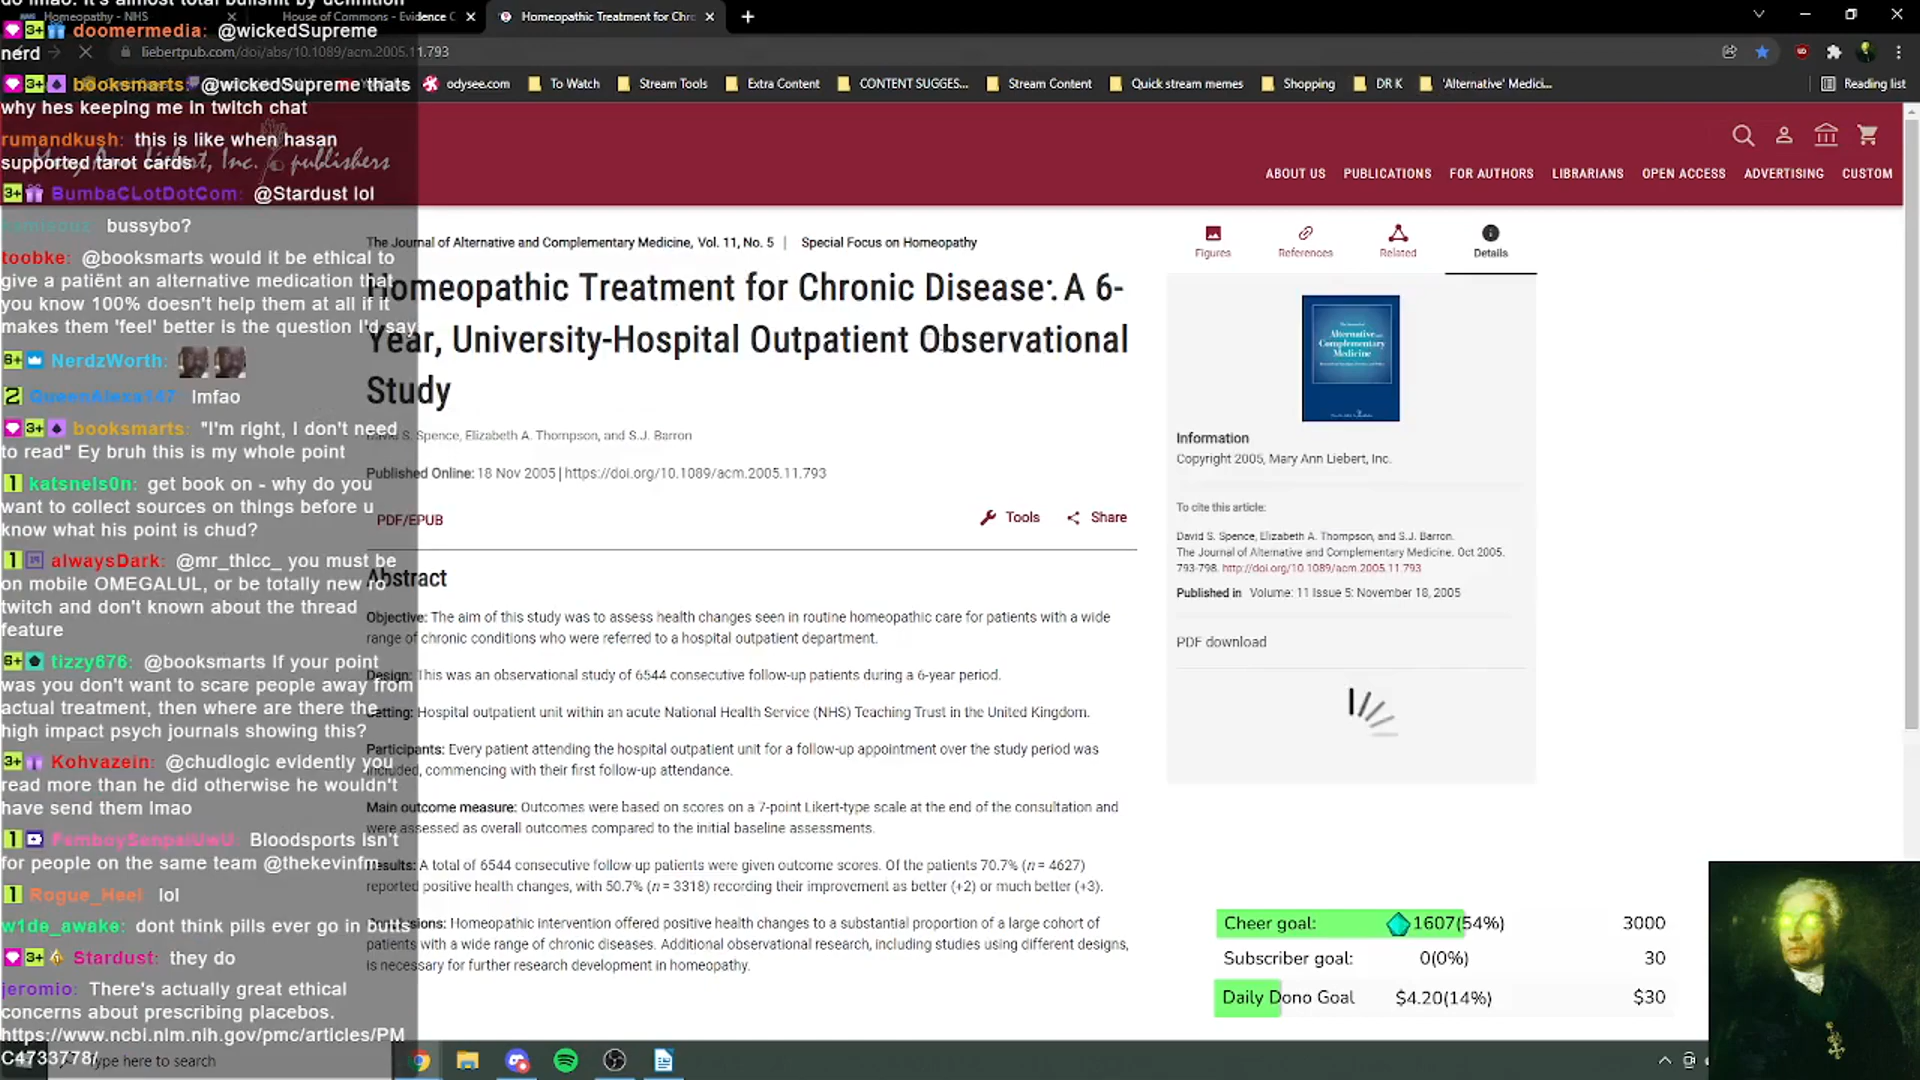 do lmao. It's almost total bullshit by definition
doomermedia: @wickedSupreme
nerd
booksmarts: @wickedSupreme thats
why hes keeping me in twitch chat
rumandkush: this is like when hasan
supported tarot cards
BumbaCLotDotCom: @Stardust lol
bussybo?
toobke: @booksmarts would it be ethical to
give a patiënt an alternative medication that
you know 100% doesn't help them at all if it
makes them 'feel' better is the question I'd say
NerdzWorth:
QueenAlexa147 lmfao
booksmarts: "I'm right, I don't need
to read" Ey bruh this is my whole point
katsnels0n: get book on - why do you
want to collect sources on things before u
know what his point is chud?
alwaysDark: @mr_thicc_ you must be
on mobile OMEGALUL, or be totally new ro
twitch and don't known about the thread
feature
tizzy676: @booksmarts If your point
was you don't want to scare people away from
actual treatment, then where are there the
high impact psych journals showing this?
Kohvazein: @chudlogic evidently you
read more than he did otherwise he wouldn't
have send them lmao
FemboySenpaiUwU: Bloodsports isn't
for people on the same team @thekevinfm
Rogue_Heel lol
w1de_awake: dont think pills ever go in butts
Stardust: they do
jeromio: There's actually great ethical
concerns about prescribing placebos.
https://www.ncbi.nlm.nih.gov/pmc/articles/PM
C4733778/
Homeopathy - NHS
House of Commons - Evidence C
Homeopathic Treatment for Chr
liebertpub.com/doi/abs/10.1089/acm.2005.11.793
odysee.com
To Watch
Stream Tools
Extra Content
CONTENT SUGGES...
Stream Content
Quick stream memes
Shopping
DR K
'Alternative' Medici...
Reading list
Mary Ann Liebert, Inc. publishers
ABOUT US
PUBLICATIONS
FOR AUTHORS
LIBRARIANS
OPEN ACCESS
ADVERTISING
CUSTOM
The Journal of Alternative and Complementary Medicine, Vol. 11, No. 5 | Special Focus on Homeopathy
Homeopathic Treatment for Chronic Disease: A 6-
Year, University-Hospital Outpatient Observational
Study
David S. Spence, Elizabeth A. Thompson, and S.J. Barron
Published Online: 18 Nov 2005 | https://doi.org/10.1089/acm.2005.11.793
PDF/EPUB
Tools
Share
Abstract
Objective: The aim of this study was to assess health changes seen in routine homeopathic care for patients with a wide
range of chronic conditions who were referred to a hospital outpatient department.
Design: This was an observational study of 6544 consecutive follow-up patients during a 6-year period.
Setting: Hospital outpatient unit within an acute National Health Service (NHS) Teaching Trust in the United Kingdom.
Participants: Every patient attending the hospital outpatient unit for a follow-up appointment over the study period was
included, commencing with their first follow-up attendance.
Main outcome measure: Outcomes were based on scores on a 7-point Likert-type scale at the end of the consultation and
were assessed as overall outcomes compared to the initial baseline assessments.
Results: A total of 6544 consecutive follow-up patients were given outcome scores. Of the patients 70.7% (n = 4627)
reported positive health changes, with 50.7% (n = 3318) recording their improvement as better (+2) or much better (+3).
Conclusions: Homeopathic intervention offered positive health changes to a substantial proportion of a large cohort of
patients with a wide range of chronic diseases. Additional observational research, including studies using different designs,
is necessary for further research development in homeopathy.
Figures
References
Related
Details
Alternative and
Complementary
Medicine
Information
Copyright 2005, Mary Ann Liebert, Inc.
To cite this article:
David S. Spence, Elizabeth A. Thompson, and S.J. Barron.
The Journal of Alternative and Complementary Medicine. Oct 2005.
793-798. http://doi.org/10.1089/acm.2005.11.793
Published in Volume: 11 Issue 5: November 18, 2005
PDF download
Cheer goal: 1607(54%) 3000
Subscriber goal: 0(0%) 30
Daily Dono Goal $4.20(14%) $30
Type here to search